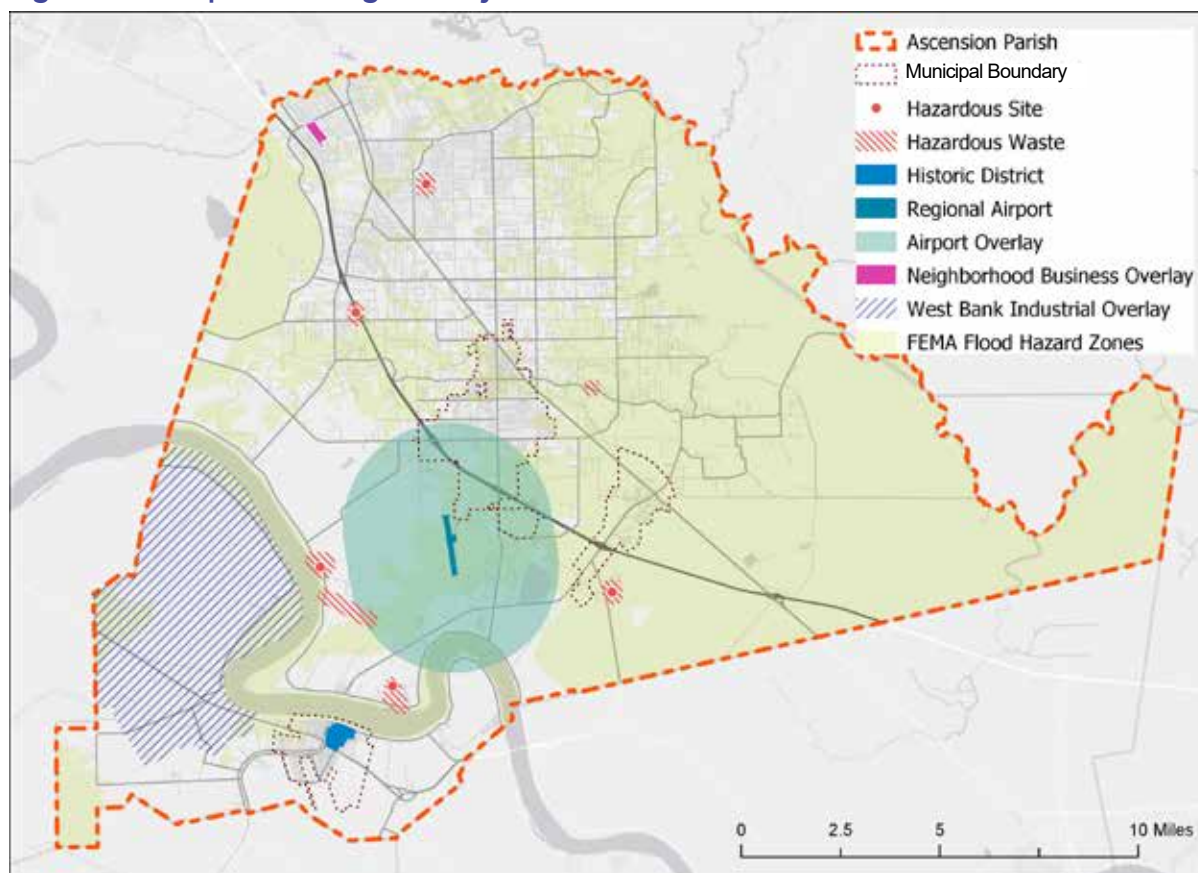 Ascension Parish
Municipal Boundary
Hazardous Site
Hazardous Waste
Historic District
Regional Airport
Airport Overlay
Neighborhood Business Overlay
West Bank Industrial Overlay
FEMA Flood Hazard Zones
0 2.5 5 10 Miles